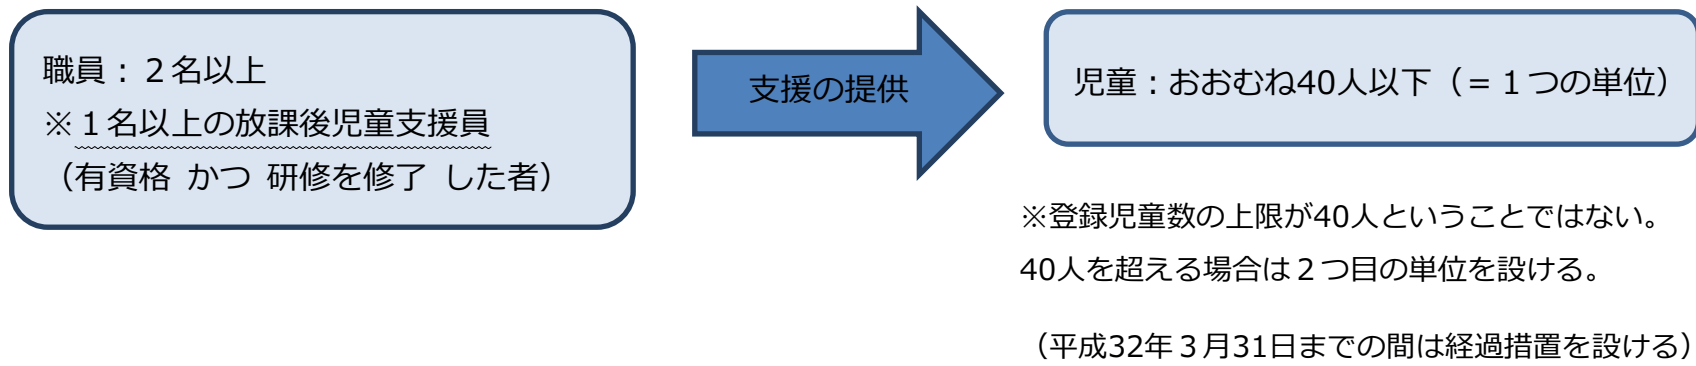 職員：２名以上
※１名以上の放課後児童支援員
（有資格 かつ 研修を修了 した者）
支援の提供
児童：おおむね40人以下（=１つの単位）
※登録児童数の上限が40人ということではない。
40人を超える場合は２つ目の単位を設ける。
（平成32年３月31日までの間は経過措置を設ける）